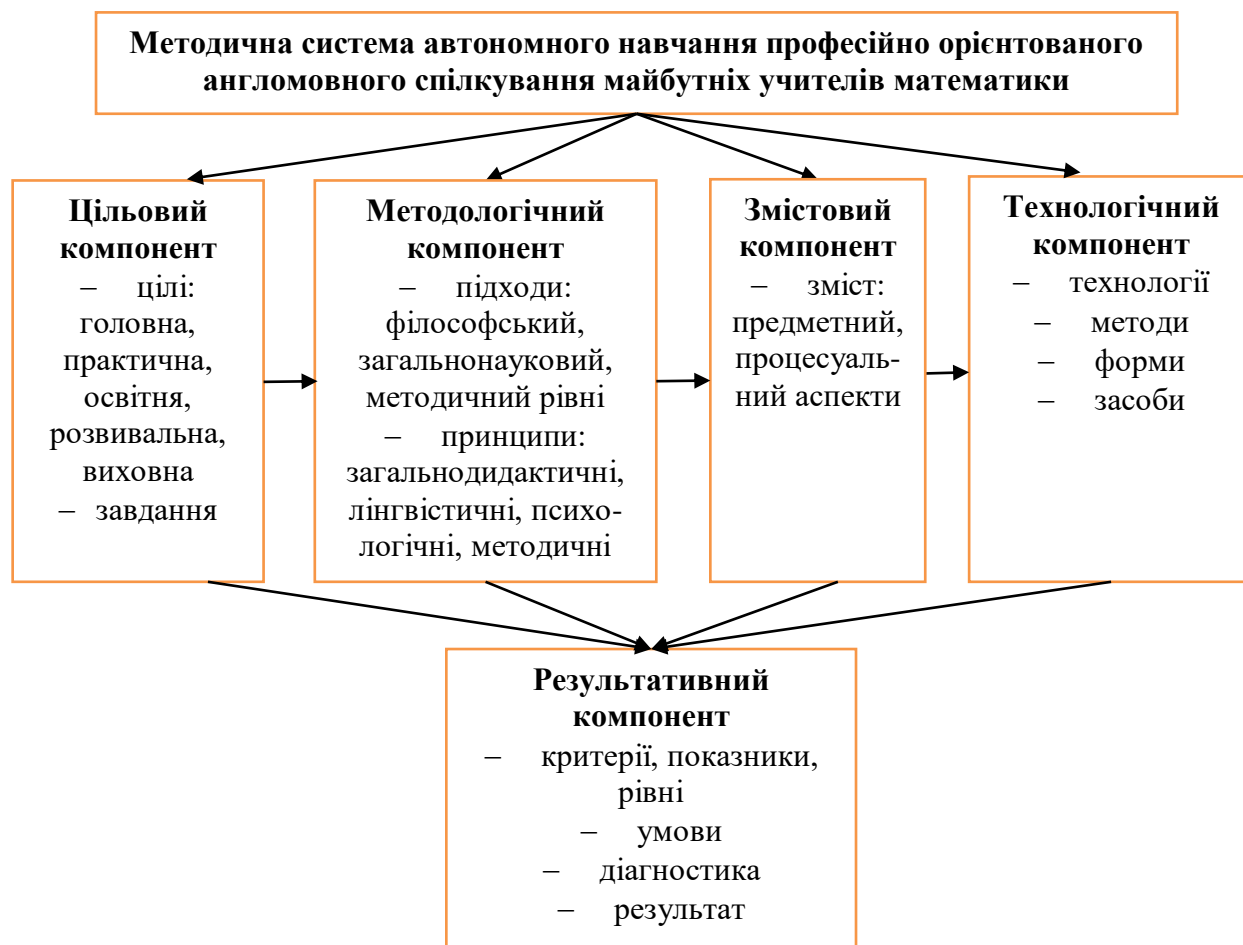 Методична система автономного навчання професійно орієнтованого
англомовного спілкування майбутніх учителів математики
Цільовий
компонент
– цілі:
головна,
практична,
освітня,
розвивальна,
виховна
– завдання
Методологічний
компонент
– підходи:
філософський,
загальнонауковий,
методичний рівні
– принципи:
загальнодидактичні,
лінгвістичні, психо-
логічні, методичні
Змістовий
компонент
– зміст:
предметний,
процесуаль-
ний аспекти
Технологічний
компонент
– технології
– методи
– форми
– засоби
Результативний
компонент
– критерії, показники,
рівні
– умови
– діагностика
– результат